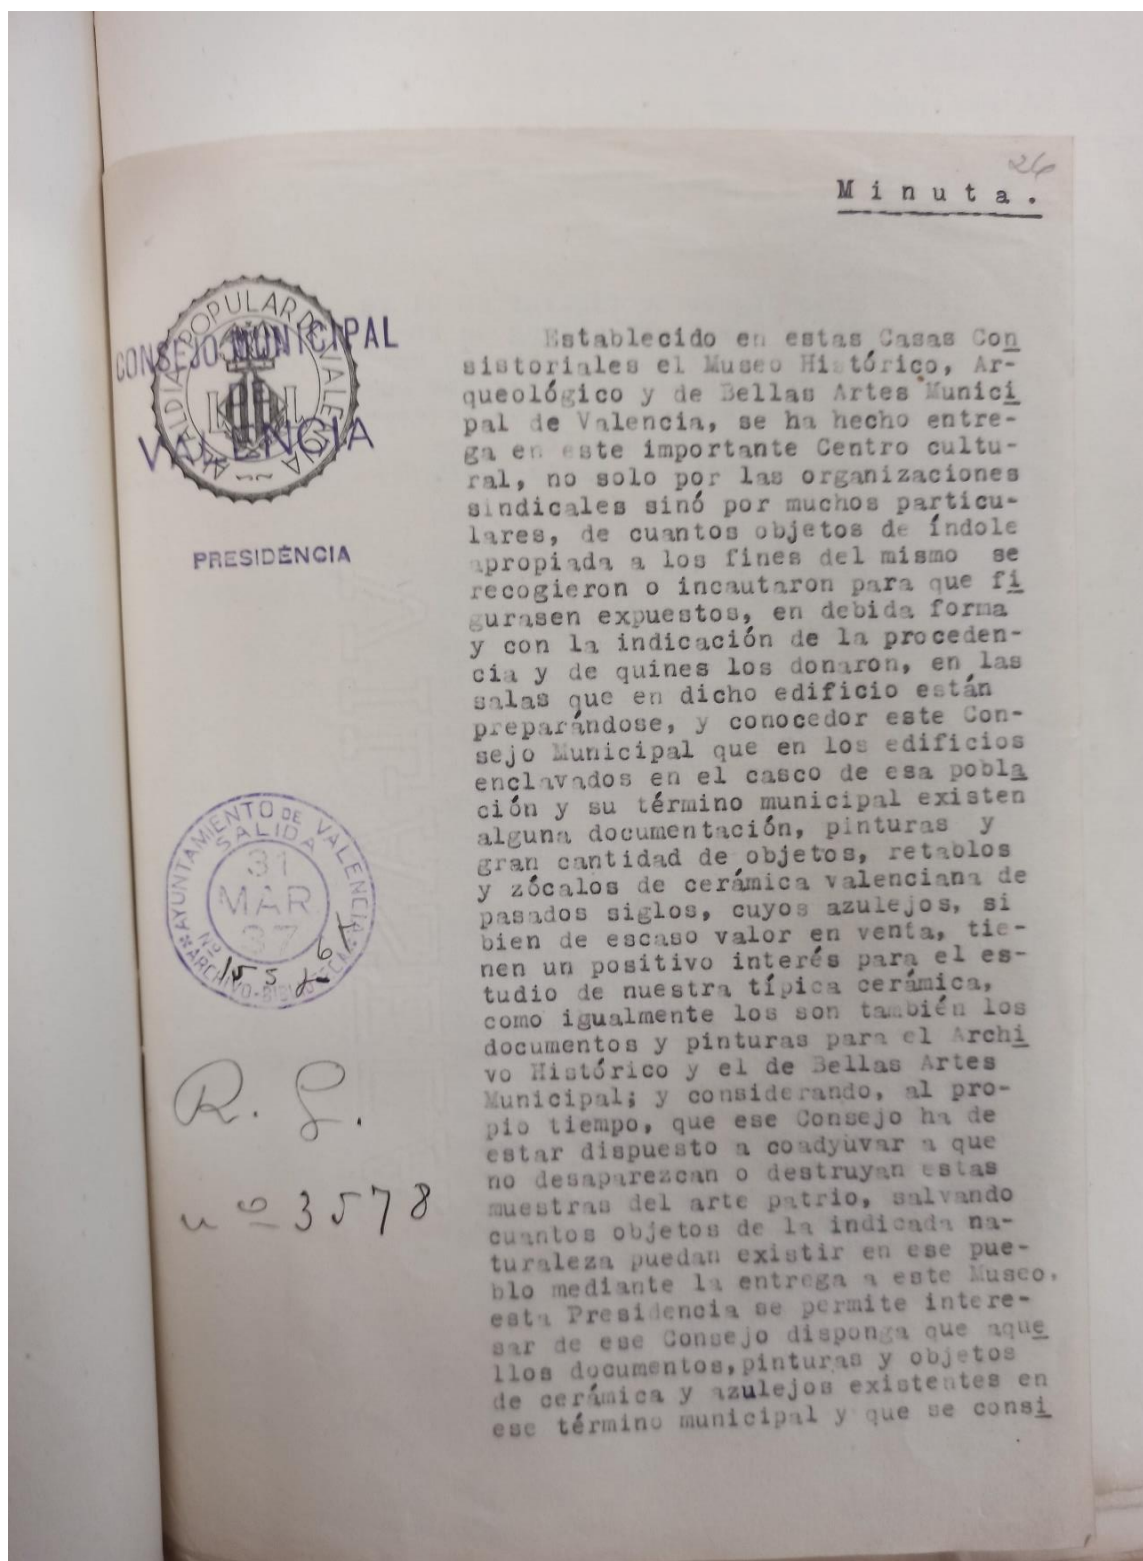 26
Minuta.
ALCALDIA POPULAR DE VALENCIA
CONSEJO MUNICIPAL
VALENCIA
PRESIDENCIA
Establecido en estas Casas Con
sistoriales el Museo Histórico, Ar-
queológico y de Bellas Artes Munici
pal de Valencia, se ha hecho entre-
ga en este importante Centro cultu-
ral, no solo por las organizaciones
sindicales sinó por muchos particu-
lares, de cuantos objetos de índole
apropiada a los fines del mismo se
recogieron o incautaron para que fi
gurasen expuestos, en debida forma
y con la indicación de la proceden-
cia y de quines los donaron, en las
salas que en dicho edificio están
preparándose, y conocedor este Con-
sejo Municipal que en los edificios
enclavados en el casco de esa pobla
ción y su término municipal existen
alguna documentación, pinturas y
gran cantidad de objetos, retablos
y zócalos de cerámica valenciana de
pasados siglos, cuyos azulejos, si
bien de escaso valor en venta, tie-
nen un positivo interés para el es-
tudio de nuestra típica cerámica,
como igualmente los son también los
documentos y pinturas para el Archi
vo Histórico y el de Bellas Artes
Municipal; y considerando, al pro-
pio tiempo, que ese Consejo ha de
estar dispuesto a coadyuvar a que
no desaparezcan o destruyan estas
muestras del arte patrio, salvando
cuantos objetos de la indicada na-
turaleza puedan existir en ese pue-
blo mediante la entrega a este Museo.
esta Presidencia se permite intere-
sar de ese Consejo disponga que aque
llos documentos, pinturas y objetos
de cerámica y azulejos existentes en
ese término municipal y que se consi
AYUNTAMIENTO DE VALENCIA
SALIDA
31
MAR
37
Nº
ARCHIVO-BIBLIOTECA
R. G.
nº 3578